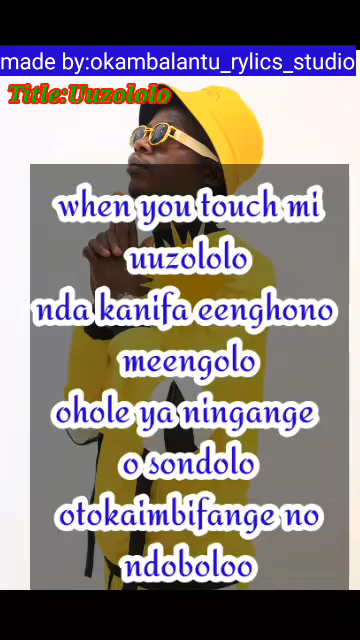 made by:okambalantu_rylics_studio
Title:Uuzololo
when you touch mi
uuzololo
nda kanifa eenghono
meengolo
ohole ya ningange
o sondolo
otokaimbifange no
ndoboloo